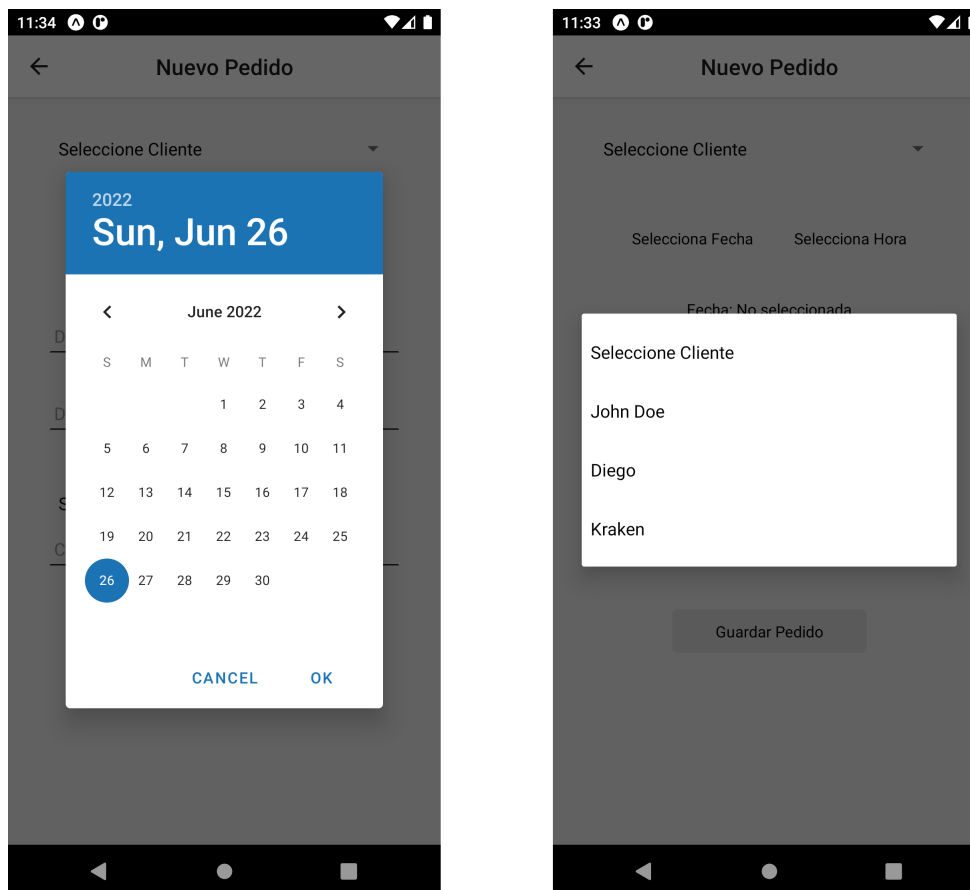 11:34
Nuevo Pedido
Seleccione Cliente
2022
Sun, Jun 26
June 2022
S M T W T F S
1 2 3 4
5 6 7 8 9 10 11
12 13 14 15 16 17 18
19 20 21 22 23 24 25
26 27 28 29 30
CANCEL OK
D
D
S
C
11:33
Nuevo Pedido
Seleccione Cliente
Selecciona Fecha Selecciona Hora
Fecha: No seleccionada
Seleccione Cliente
John Doe
Diego
Kraken
Guardar Pedido